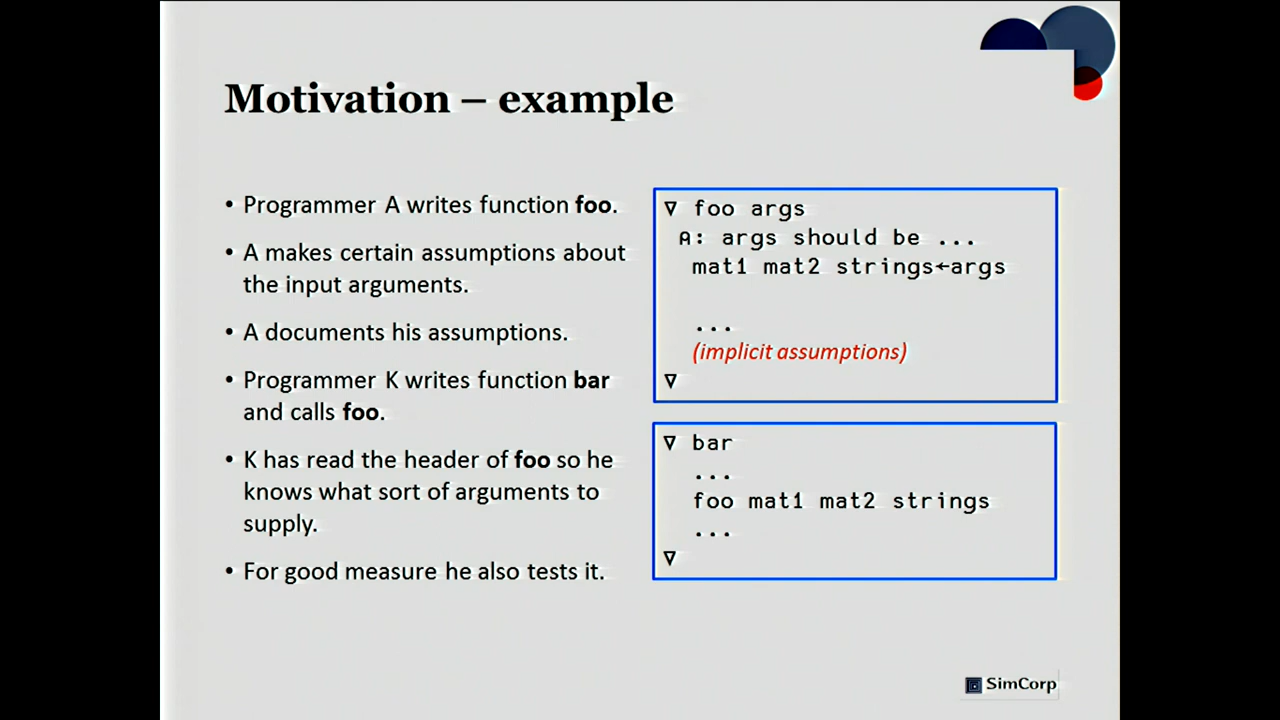 Motivation – example
• Programmer A writes function foo.
• A makes certain assumptions about
the input arguments.
• A documents his assumptions.
• Programmer K writes function bar
and calls foo.
• K has read the header of foo so he
knows what sort of arguments to
supply.
• For good measure he also tests it.
∇ foo args
⍝: args should be ...
mat1 mat2 strings←args
...
(implicit assumptions)
∇
∇ bar
...
foo mat1 mat2 strings
...
∇
SimCorp